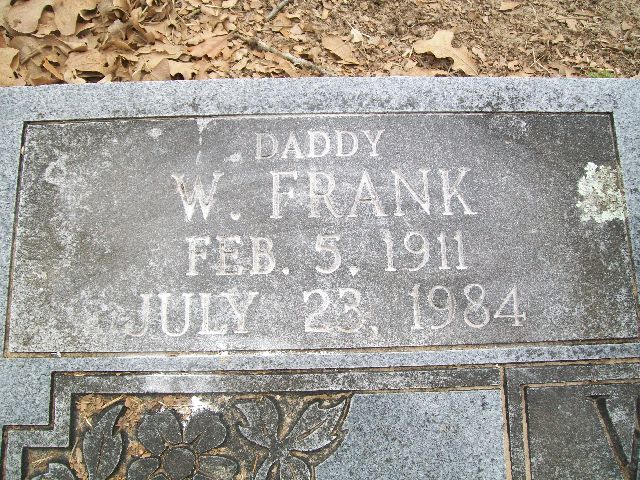 DADDY
W. FRANK
FEB. 5, 1911
JULY 23, 1984